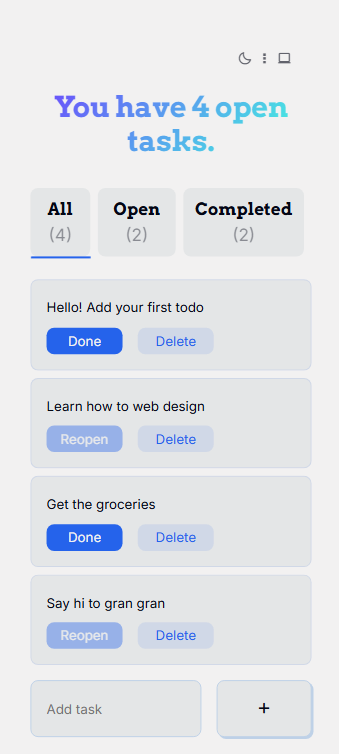 You have 4 open
tasks.
All Open Completed
(4) (2) (2)
Hello! Add your first todo
Done Delete
Learn how to web design
Reopen Delete
Get the groceries
Done Delete
Say hi to gran gran
Reopen Delete
Add task +